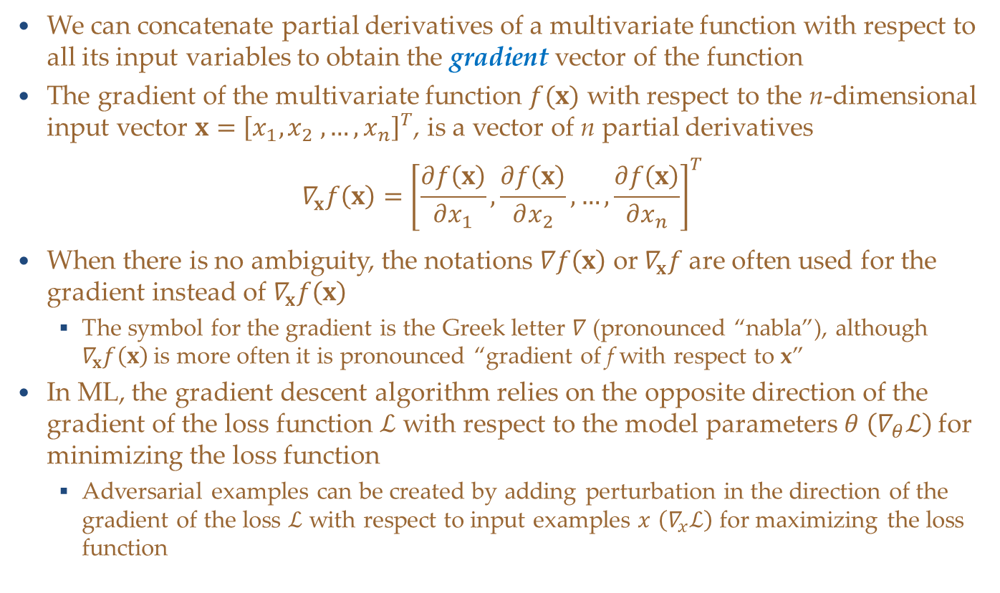 • We can concatenate partial derivatives of a multivariate function with respect to
all its input variables to obtain the gradient vector of the function
• The gradient of the multivariate function f(x) with respect to the n-dimensional
input vector x = [x₁, x₂ , …, xₙ]ᵀ, is a vector of n partial derivatives
∇ₓf(x) = [∂f(x)/∂x₁, ∂f(x)/∂x₂, …, ∂f(x)/∂xₙ]ᵀ
• When there is no ambiguity, the notations ∇f(x) or ∇ₓf are often used for the
gradient instead of ∇ₓf(x)
▪ The symbol for the gradient is the Greek letter ∇ (pronounced “nabla”), although
∇ₓf(x) is more often it is pronounced “gradient of f with respect to x”
• In ML, the gradient descent algorithm relies on the opposite direction of the
gradient of the loss function ℒ with respect to the model parameters θ (∇_θℒ) for
minimizing the loss function
▪ Adversarial examples can be created by adding perturbation in the direction of the
gradient of the loss ℒ with respect to input examples x (∇ₓℒ) for maximizing the loss
function